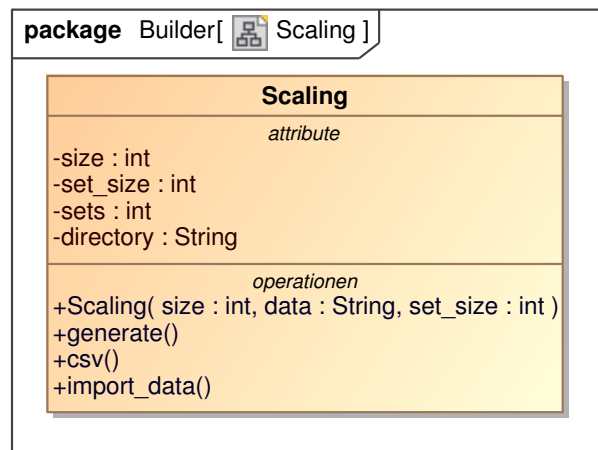 package Builder[ Scaling ]
Scaling
attribute
-size : int
-set_size : int
-sets : int
-directory : String
operationen
+Scaling( size : int, data : String, set_size : int )
+generate()
+csv()
+import_data()